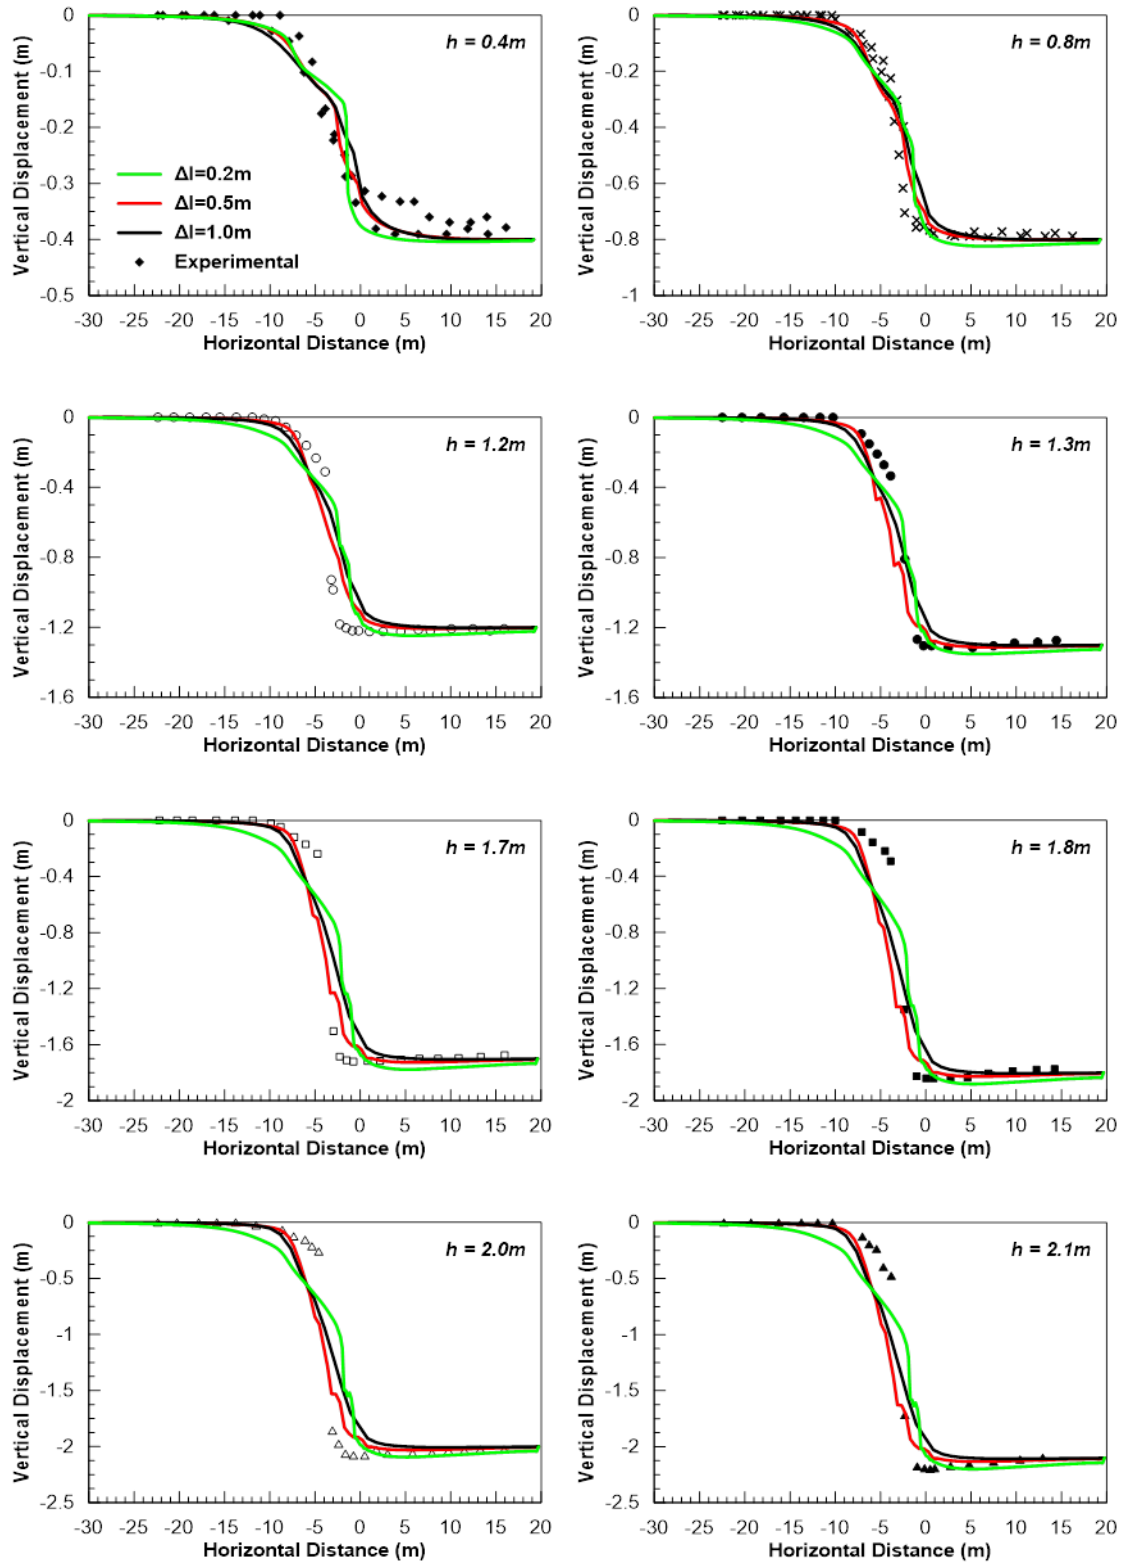 Vertical Displacement (m)
0
-0.1
-0.2
-0.3
-0.4
-0.5
h = 0.4m
Δl=0.2m
Δl=0.5m
Δl=1.0m
Experimental
-30 -25 -20 -15 -10 -5 0 5 10 15 20
Horizontal Distance (m)
Vertical Displacement (m)
0
-0.2
-0.4
-0.6
-0.8
-1
h = 0.8m
-30 -25 -20 -15 -10 -5 0 5 10 15 20
Horizontal Distance (m)
Vertical Displacement (m)
0
-0.4
-0.8
-1.2
-1.6
h = 1.2m
-30 -25 -20 -15 -10 -5 0 5 10 15 20
Horizontal Distance (m)
Vertical Displacement (m)
0
-0.4
-0.8
-1.2
-1.6
h = 1.3m
-30 -25 -20 -15 -10 -5 0 5 10 15 20
Horizontal Distance (m)
Vertical Displacement (m)
0
-0.4
-0.8
-1.2
-1.6
-2
h = 1.7m
-30 -25 -20 -15 -10 -5 0 5 10 15 20
Horizontal Distance (m)
Vertical Displacement (m)
0
-0.4
-0.8
-1.2
-1.6
-2
h = 1.8m
-30 -25 -20 -15 -10 -5 0 5 10 15 20
Horizontal Distance (m)
Vertical Displacement (m)
0
-0.5
-1
-1.5
-2
-2.5
h = 2.0m
-30 -25 -20 -15 -10 -5 0 5 10 15 20
Horizontal Distance (m)
Vertical Displacement (m)
0
-0.5
-1
-1.5
-2
-2.5
h = 2.1m
-30 -25 -20 -15 -10 -5 0 5 10 15 20
Horizontal Distance (m)